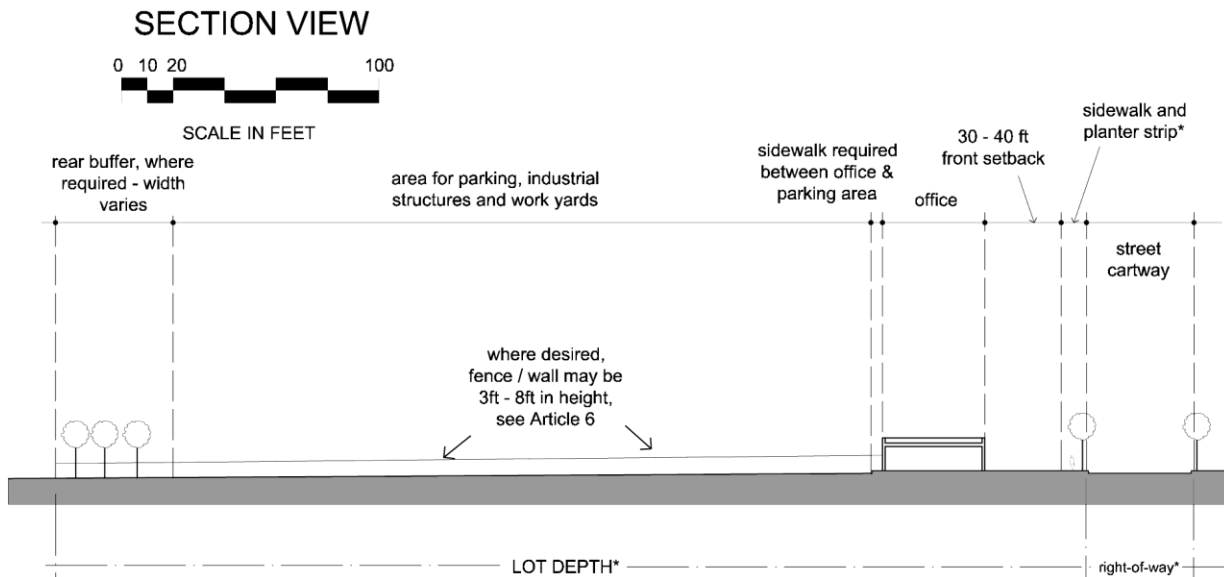 SECTION VIEW
0 10 20 100
SCALE IN FEET
rear buffer, where
required - width
varies
area for parking, industrial
structures and work yards
sidewalk required
between office &
parking area
office
30 - 40 ft
front setback
sidewalk and
planter strip*
street
cartway
where desired,
fence / wall may be
3ft - 8ft in height,
see Article 6
LOT DEPTH*
right-of-way*